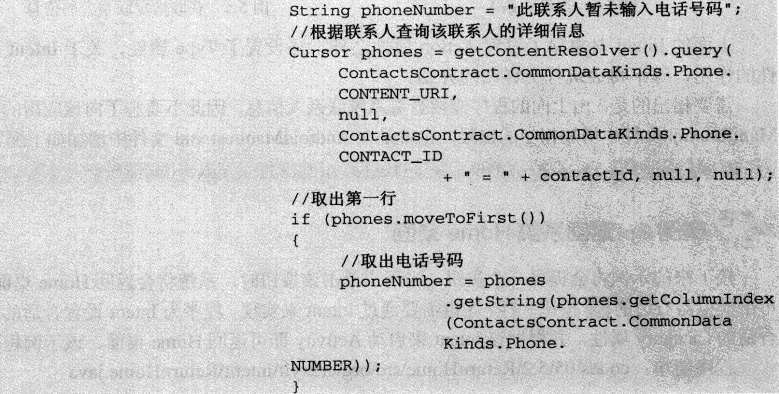 String phoneNumber = "此联系人暂未输入电话号码";
//根据联系人查询该联系人的详细信息
Cursor phones = getContentResolver().query(
ContactsContract.CommonDataKinds.Phone.
CONTENT_URI,
null,
ContactsContract.CommonDataKinds.Phone.
CONTACT_ID
+ " = " + contactId, null, null);
//取出第一行
if (phones.moveToFirst())
{
//取出电话号码
phoneNumber = phones
.getString(phones.getColumnIndex
(ContactsContract.CommonData
Kinds.Phone.
NUMBER));
}